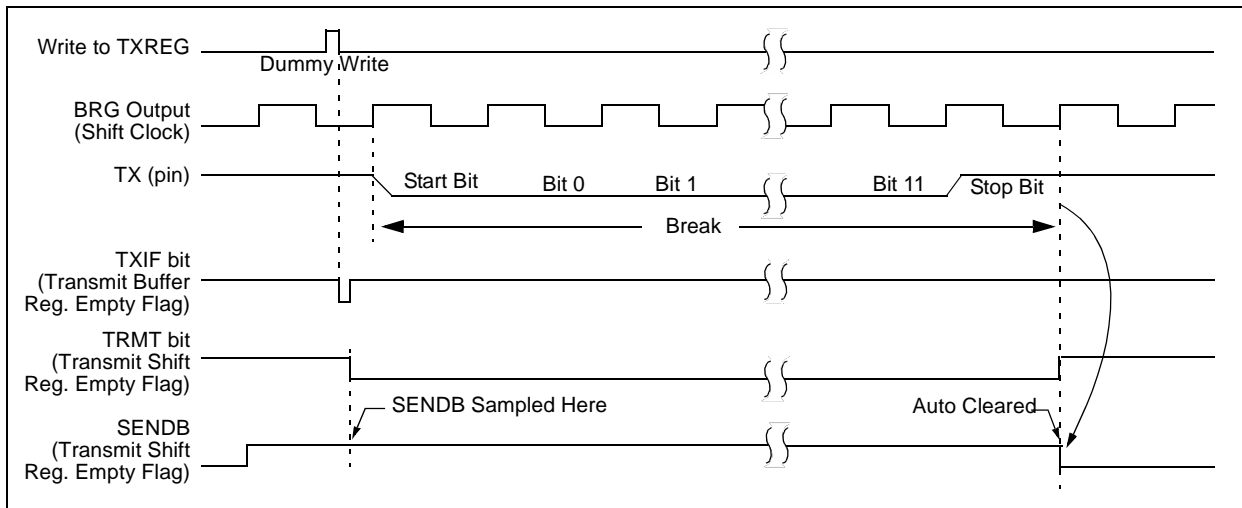 Write to TXREG
Dummy Write
BRG Output
(Shift Clock)
TX (pin)
Start Bit
Bit 0
Bit 1
Bit 11
Stop Bit
Break
TXIF bit
(Transmit Buffer
Reg. Empty Flag)
TRMT bit
(Transmit Shift
Reg. Empty Flag)
SENDB Sampled Here
Auto Cleared
SENDB
(Transmit Shift
Reg. Empty Flag)